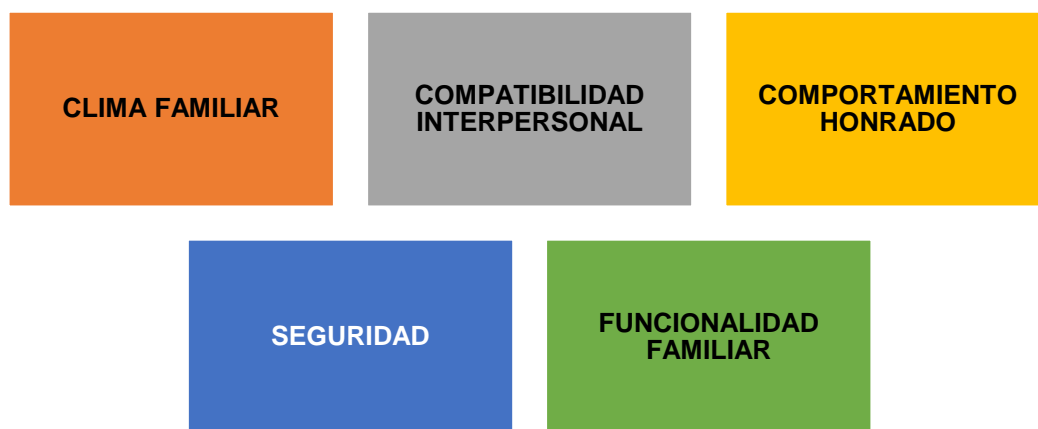 CLIMA FAMILIAR
COMPATIBILIDAD
INTERPERSONAL
COMPORTAMIENTO
HONRADO
SEGURIDAD
FUNCIONALIDAD
FAMILIAR